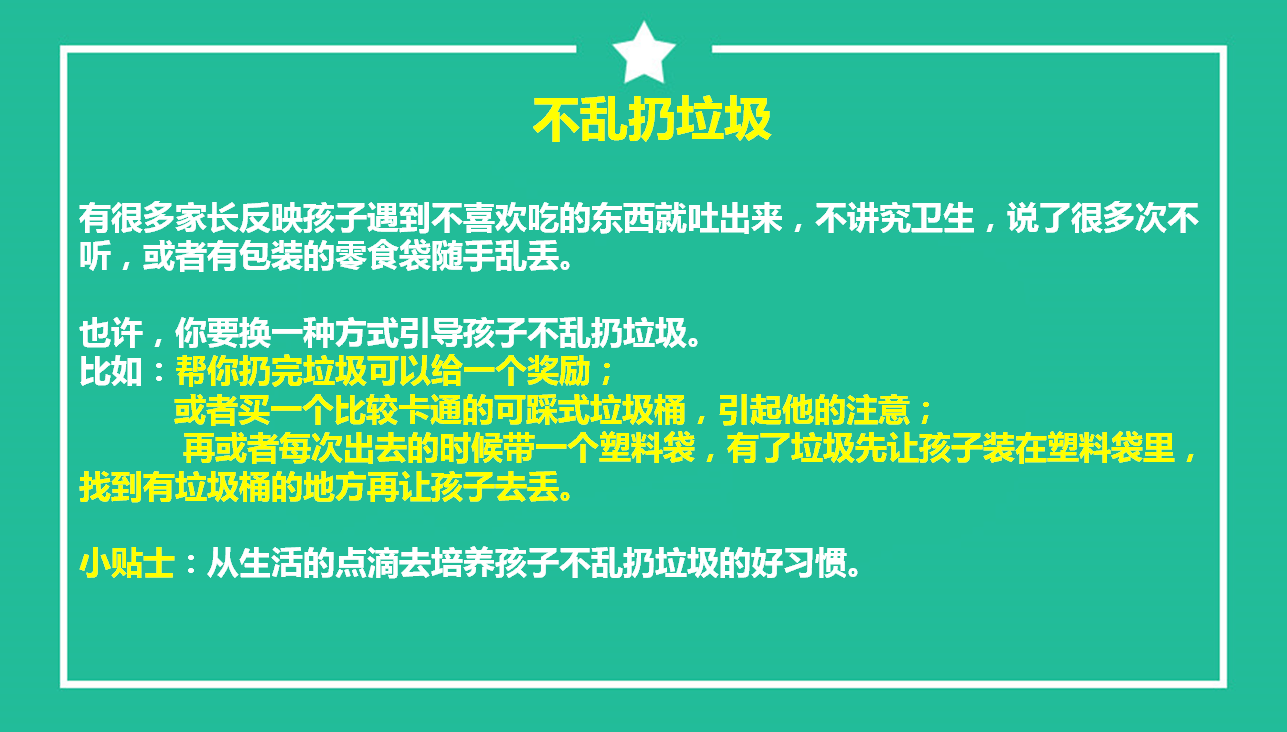 不乱扔垃圾
有很多家长反映孩子遇到不喜欢吃的东西就吐出来，不讲究卫生，说了很多次不
听，或者有包装的零食袋随手乱丢。
也许，你要换一种方式引导孩子不乱扔垃圾。
比如：帮你扔完垃圾可以给一个奖励；
或者买一个比较卡通的可踩式垃圾桶，引起他的注意；
再或者每次出去的时候带一个塑料袋，有了垃圾先让孩子装在塑料袋里，
找到有垃圾桶的地方再让孩子去丢。
小贴士：从生活的点滴去培养孩子不乱扔垃圾的好习惯。